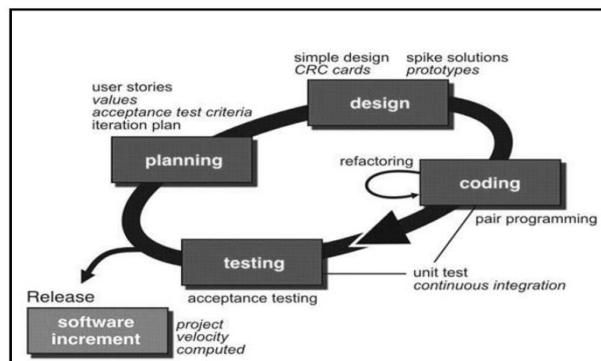 simple design
CRC cards
spike solutions
prototypes
user stories
values
acceptance test criteria
iteration plan
design
planning
refactoring
coding
pair programming
testing
unit test
continuous integration
acceptance testing
Release
software
increment
project
velocity
computed